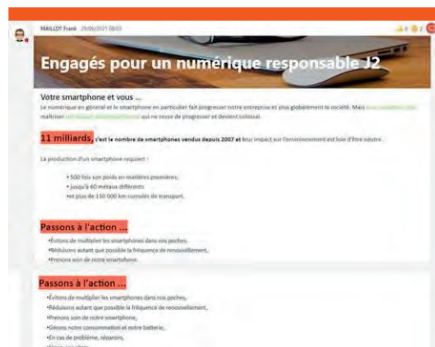 MAILLOT Frank 29/06/2021 08:03
Engagés pour un numérique responsable J2
Votre smartphone et vous ...
Le numérique en général et le smartphone en particulier fait progresser notre entreprise et plus globalement la société. Mais
maîtriser qui ne cesse de progresser et devient colossal.
11 milliards, c'est le nombre de smartphones vendus depuis 2007 et leur impact sur l'environnement est loin d'être neutre.
La production d'un smartphone requiert :
• 500 fois son poids en matières premières,
• jusqu'à 60 métaux différents
•et plus de 150 000 km cumulés de transport.
Passons à l'action ...
•Évitons de multiplier les smartphones dans nos poches,
•Réduisons autant que possible la fréquence de renouvellement,
•Prenons soin de notre smartphone.
Passons à l'action ...
•Évitons de multiplier les smartphones dans nos poches,
•Réduisons autant que possible la fréquence de renouvellement,
•Prenons soin de notre smartphone,
•Gérons notre consommation et notre batterie,
•En cas de problème, réparons,